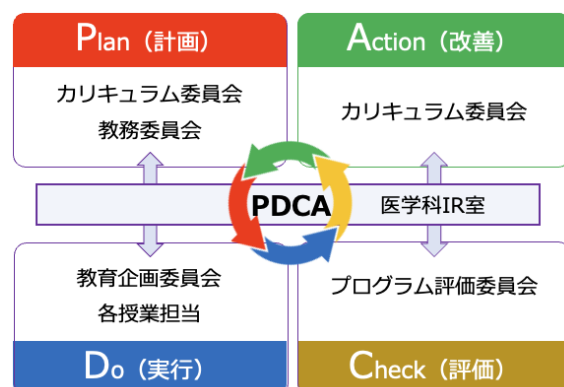 Plan（計画）
カリキュラム委員会
教務委員会
Action（改善）
カリキュラム委員会
PDCA
医学科IR室
教育企画委員会
各授業担当
Do（実行）
プログラム評価委員会
Check（評価）